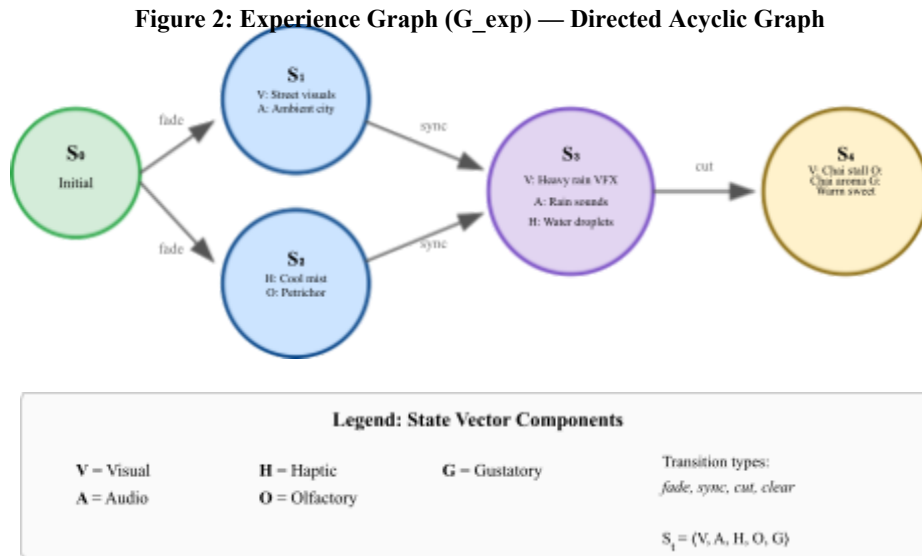 Figure 2: Experience Graph (G_exp) — Directed Acyclic Graph
S₀
Initial
fade
fade
S₁
V: Street visuals
A: Ambient city
S₂
H: Cool mist
O: Petrichor
sync
sync
S₃
V: Heavy rain VFX
A: Rain sounds
H: Water droplets
cut
S₄
V: Chai stall O:
Chai aroma G:
Warm sweet
Legend: State Vector Components
V = Visual
A = Audio
H = Haptic
O = Olfactory
G = Gustatory
Transition types:
fade, sync, cut, clear
Sᵢ = (V, A, H, O, G)